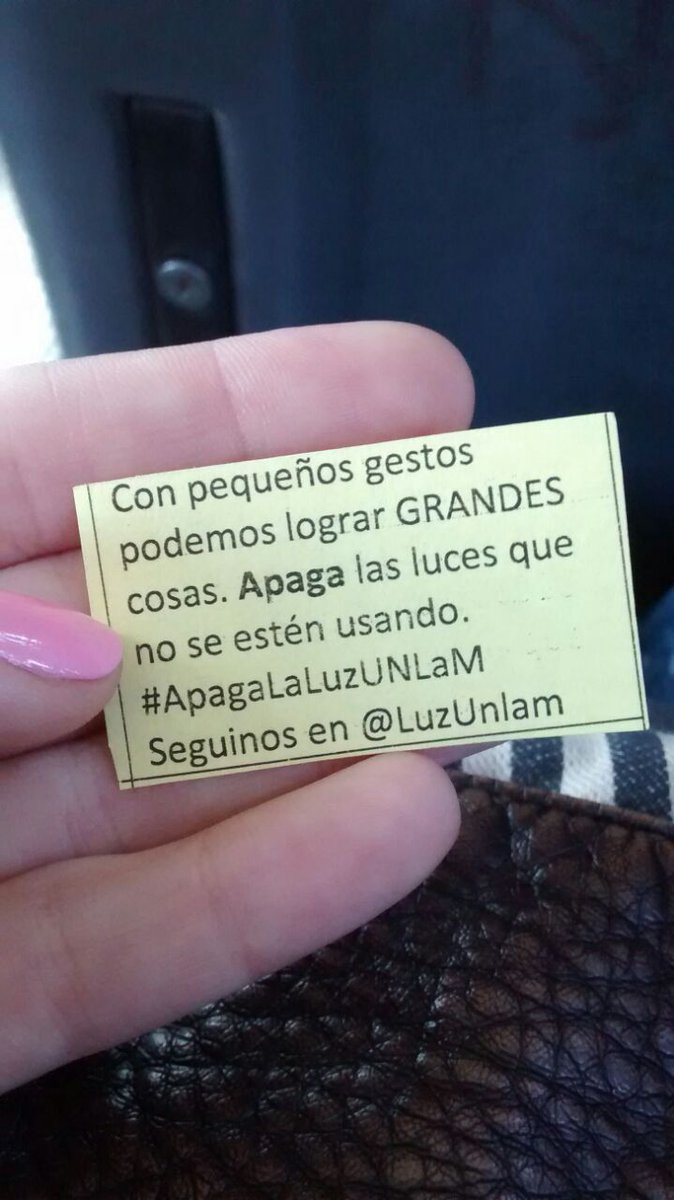 Con pequeños gestos
podemos lograr GRANDES
cosas. Apaga las luces que
no se estén usando.
#ApagaLaLuzUNLaM
Seguinos en @LuzUnlam